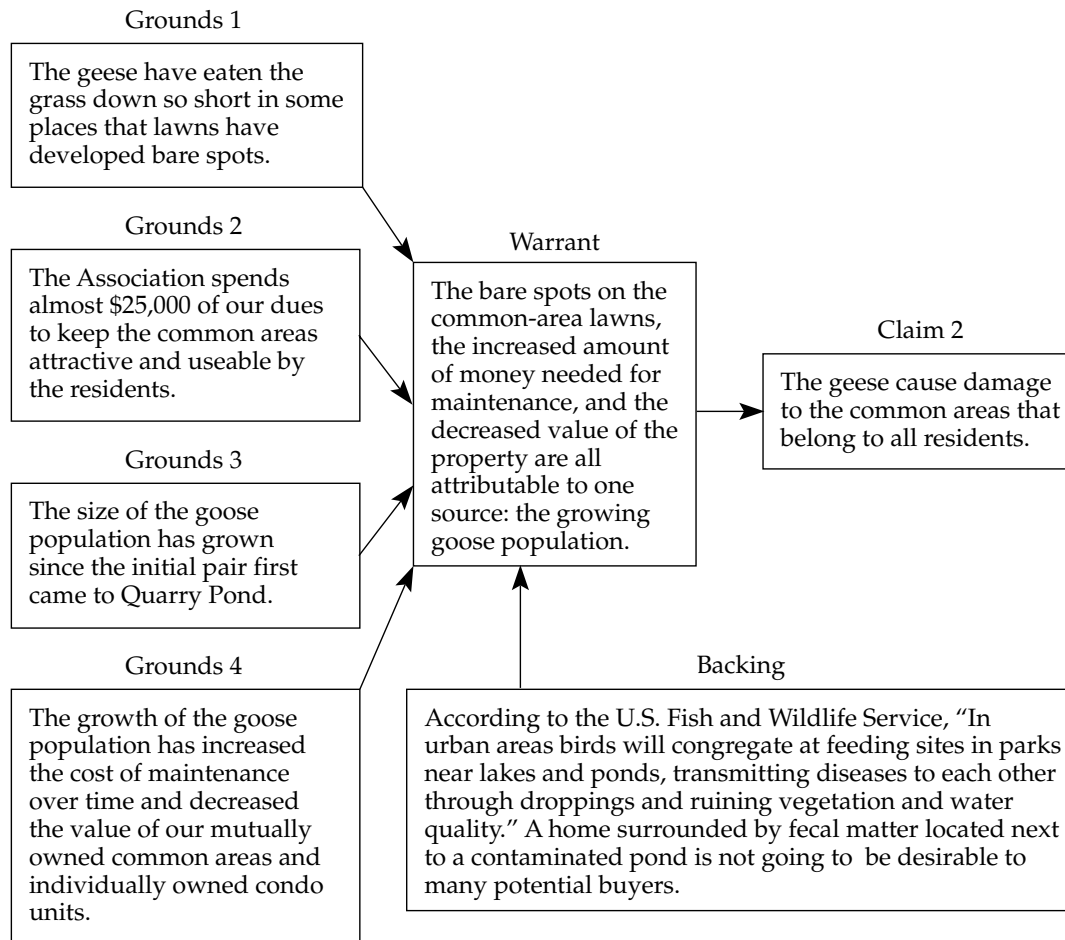 Grounds 1
The geese have eaten the
grass down so short in some
places that lawns have
developed bare spots.
Grounds 2
The Association spends
almost $25,000 of our dues
to keep the common areas
attractive and useable by
the residents.
Grounds 3
The size of the goose
population has grown
since the initial pair first
came to Quarry Pond.
Grounds 4
The growth of the goose
population has increased
the cost of maintenance
over time and decreased
the value of our mutually
owned common areas and
individually owned condo
units.
Warrant
The bare spots on the
common-area lawns,
the increased amount
of money needed for
maintenance, and the
decreased value of the
property are all
attributable to one
source: the growing
goose population.
Backing
According to the U.S. Fish and Wildlife Service, “In
urban areas birds will congregate at feeding sites in parks
near lakes and ponds, transmitting diseases to each other
through droppings and ruining vegetation and water
quality.” A home surrounded by fecal matter located next
to a contaminated pond is not going to be desirable to
many potential buyers.
Claim 2
The geese cause damage
to the common areas that
belong to all residents.